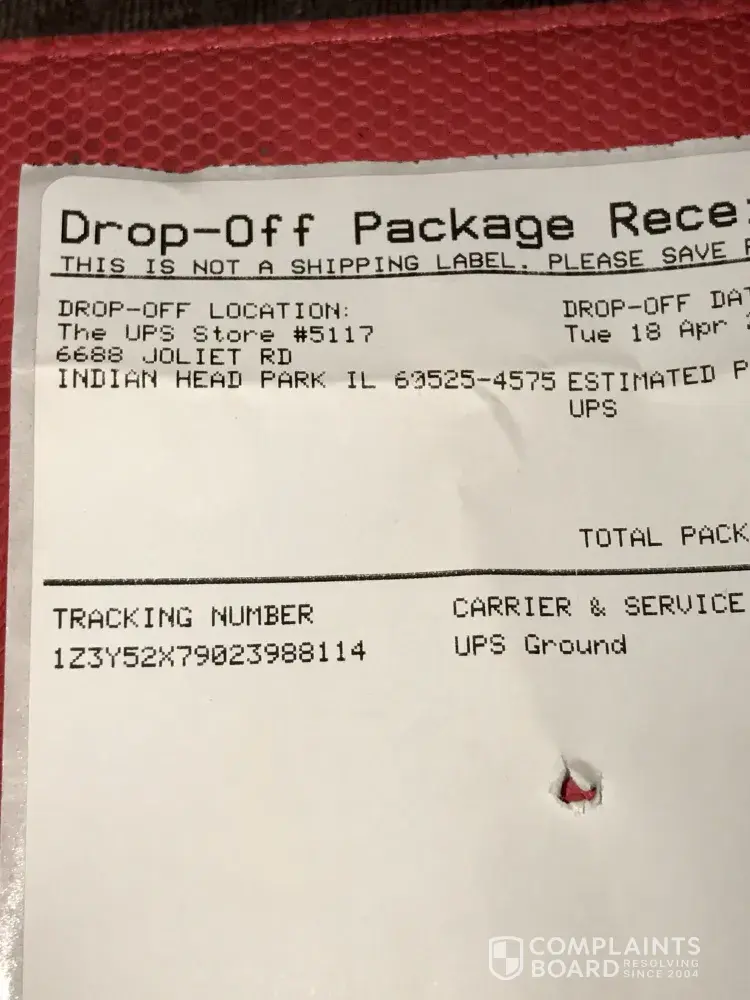 Drop-Off Package Rece
THIS IS NOT A SHIPPING LABEL. PLEASE SAVE
DROP-OFF LOCATION:
The UPS Store #5117
6688 JOLIET RD
INDIAN HEAD PARK IL 60525-4575
DROP-OFF DAT
Tue 18 Apr
ESTIMATED P
UPS
TOTAL PACK
TRACKING NUMBER
1Z3Y52X79023988114
CARRIER & SERVICE
UPS Ground
COMPLAINTS
BOARD RESOLVING
SINCE 2004